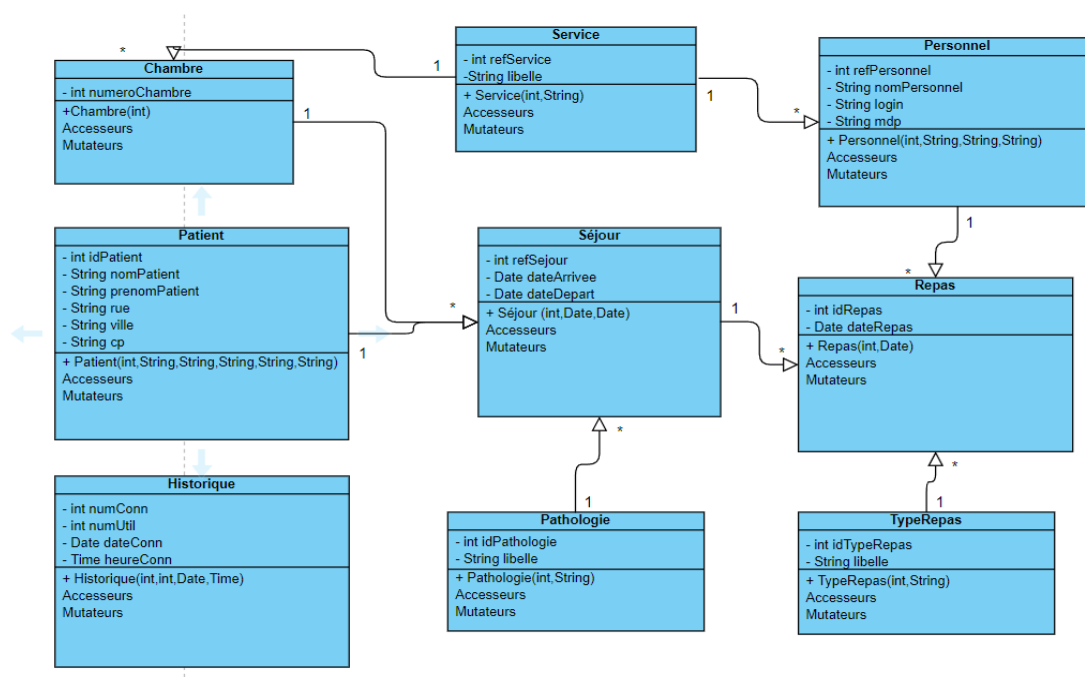 Service
- int refService
-String libelle
+ Service(int,String)
Accesseurs
Mutateurs
1
1
*
Chambre
- int numeroChambre
+Chambre(int)
Accesseurs
Mutateurs
1
Personnel
- int refPersonnel
- String nomPersonnel
- String login
- String mdp
+ Personnel(int,String,String,String)
Accesseurs
Mutateurs
*
1
Patient
- int idPatient
- String nomPatient
- String prenomPatient
- String rue
- String ville
- String cp
+ Patient(int,String,String,String,String,String)
Accesseurs
Mutateurs
1
*
Séjour
- int refSejour
- Date dateArrivee
- Date dateDepart
+ Séjour (int,Date,Date)
Accesseurs
Mutateurs
1
*
*
*
Repas
- int idRepas
- Date dateRepas
+ Repas(int,Date)
Accesseurs
Mutateurs
*
Historique
- int numConn
- int numUtil
- Date dateConn
- Time heureConn
+ Historique(int,int,Date,Time)
Accesseurs
Mutateurs
1
Pathologie
- int idPathologie
- String libelle
+ Pathologie(int,String)
Accesseurs
Mutateurs
1
TypeRepas
- int idTypeRepas
- String libelle
+ TypeRepas(int,String)
Accesseurs
Mutateurs